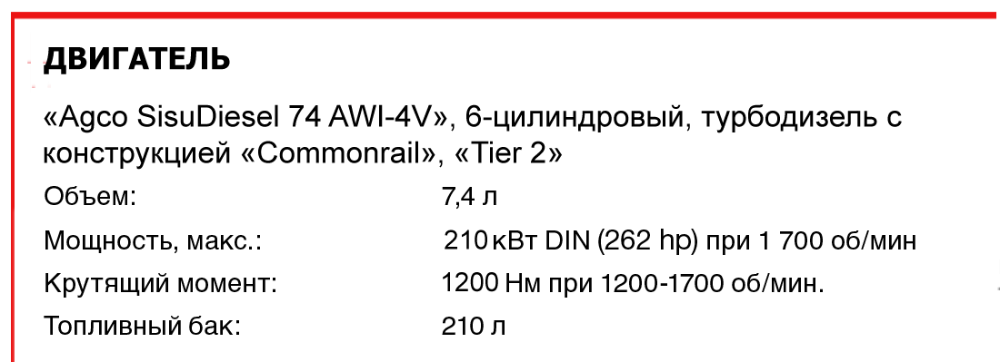 ДВИГАТЕЛЬ
«Agco SisuDiesel 74 AWI-4V», 6-цилиндровый, турбодизель с
конструкцией «Commonrail», «Tier 2»
Объем: 7,4 л
Мощность, макс.: 210 кВт DIN (262 hp) при 1 700 об/мин
Крутящий момент: 1200 Нм при 1200-1700 об/мин.
Топливный бак: 210 л